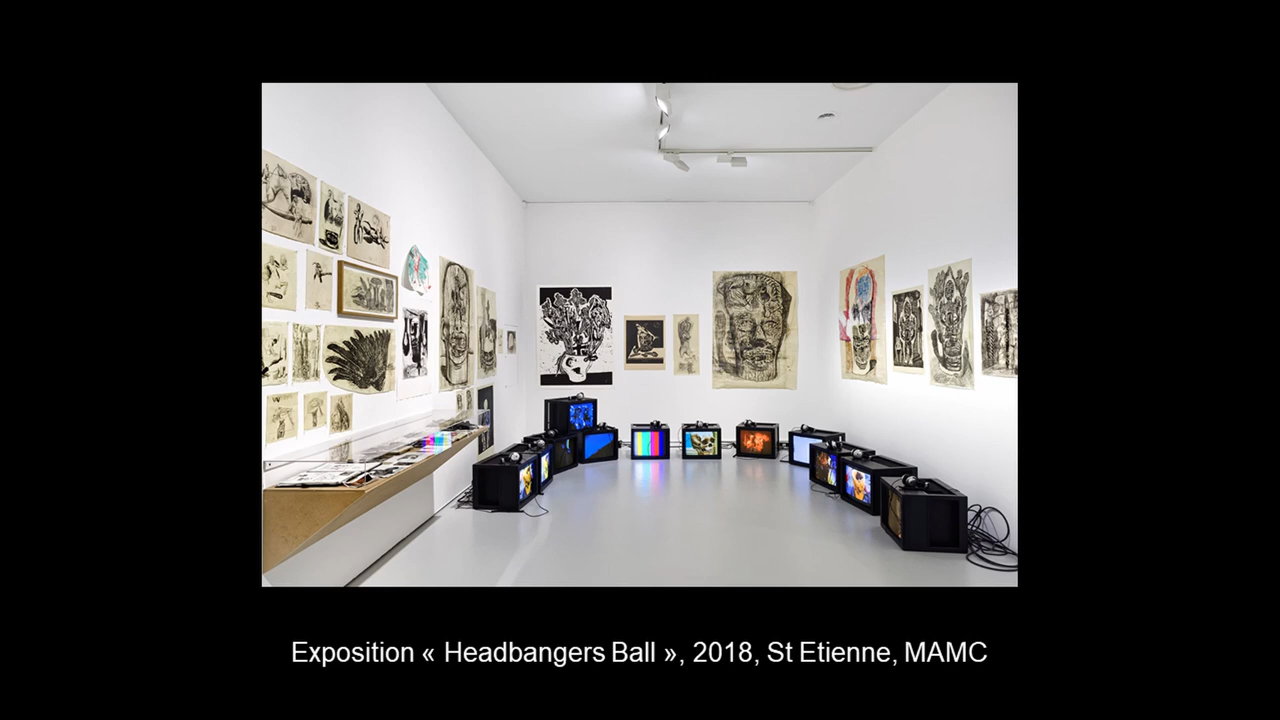 Exposition « Headbangers Ball », 2018, St Etienne, MAMC